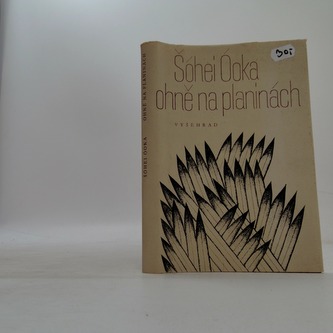 Šóhei Óoka
ohně na planinách
VYŠEHRAD
ŠÓHEI ÓOKA OHNĚ NA PLANINÁCH